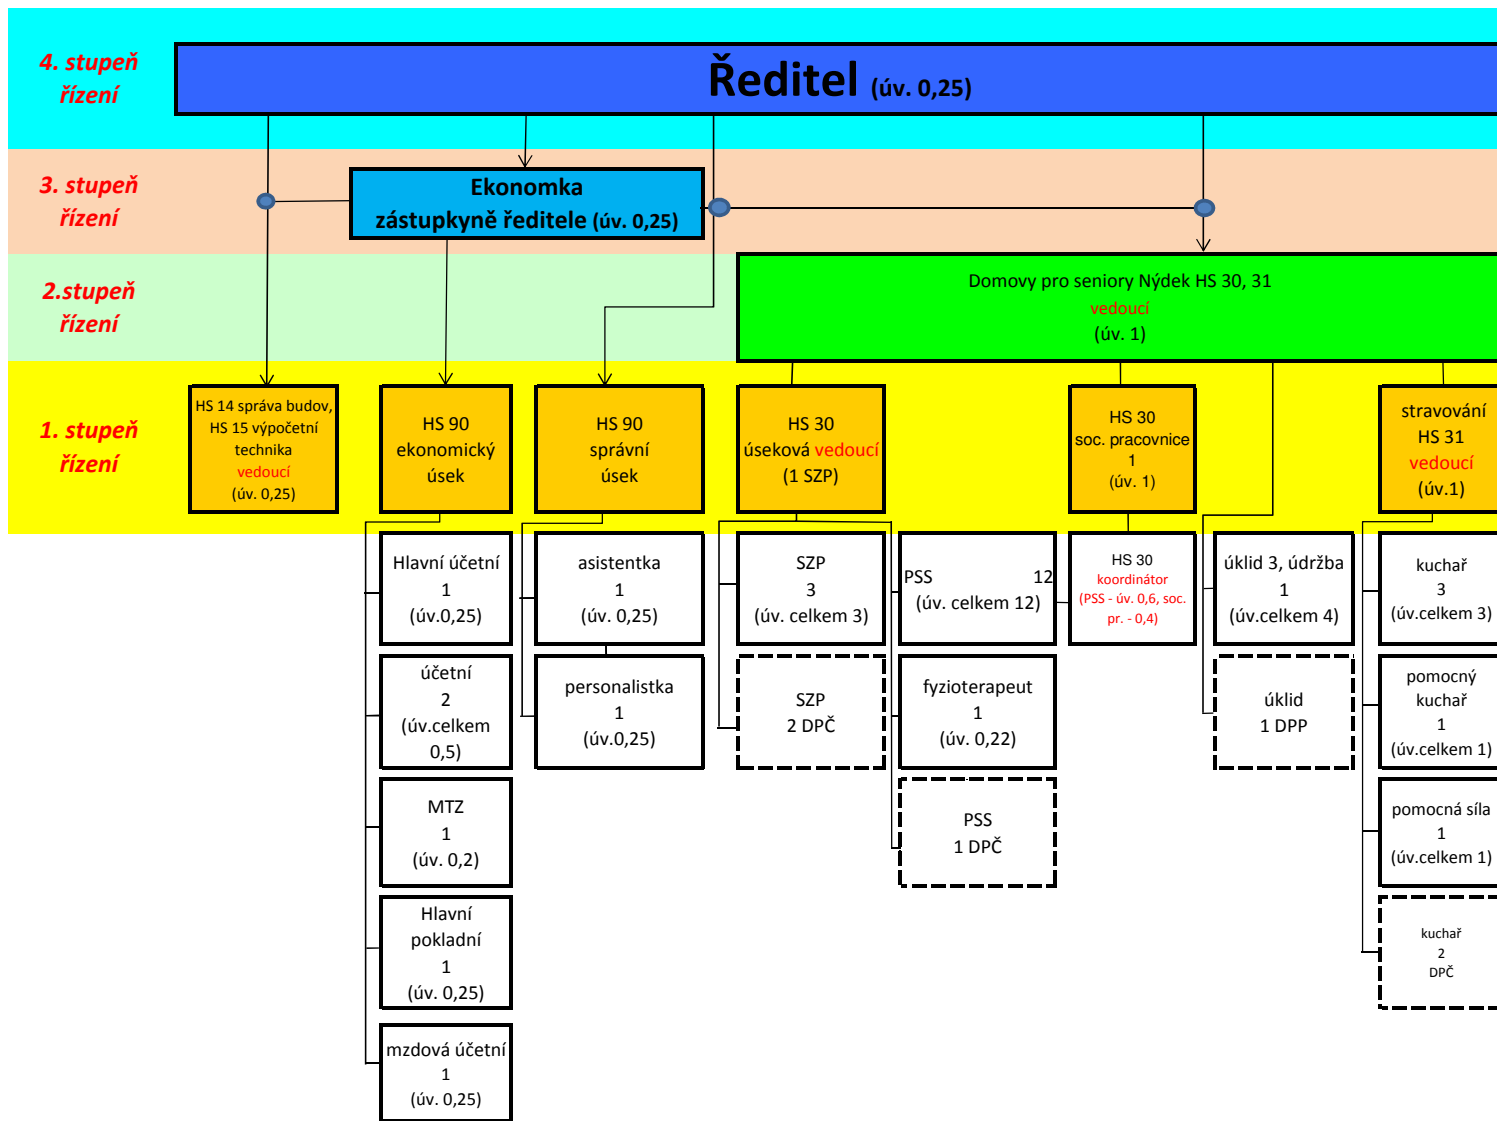 4. stupeň
řízení
Ředitel (úv. 0,25)
3. stupeň
řízení
Ekonomka
zástupkyně ředitele (úv. 0,25)
2.stupeň
řízení
Domovy pro seniory Nýdek HS 30, 31
vedoucí
(úv. 1)
1. stupeň
řízení
HS 14 správa budov,
HS 15 výpočetní
technika
vedoucí
(úv. 0,25)
HS 90
ekonomický
úsek
HS 90
správní
úsek
HS 30
úseková vedoucí
(1 SZP)
HS 30
soc. pracovnice
1
(úv. 1)
stravování
HS 31
vedoucí
(úv.1)
Hlavní účetní
1
(úv.0,25)
asistentka
1
(úv. 0,25)
SZP
3
(úv. celkem 3)
PSS 12
(úv. celkem 12)
HS 30
koordinátor
(PSS - úv. 0,6, soc.
pr. - 0,4)
úklid 3, údržba
1
(úv.celkem 4)
kuchař
3
(úv.celkem 3)
účetní
2
(úv.celkem
0,5)
personalistka
1
(úv.0,25)
SZP
2 DPČ
fyzioterapeut
1
(úv. 0,22)
úklid
1 DPP
pomocný
kuchař
1
(úv.celkem 1)
MTZ
1
(úv. 0,2)
PSS
1 DPČ
pomocná síla
1
(úv.celkem 1)
Hlavní
pokladní
1
(úv. 0,25)
kuchař
2
DPČ
mzdová účetní
1
(úv. 0,25)